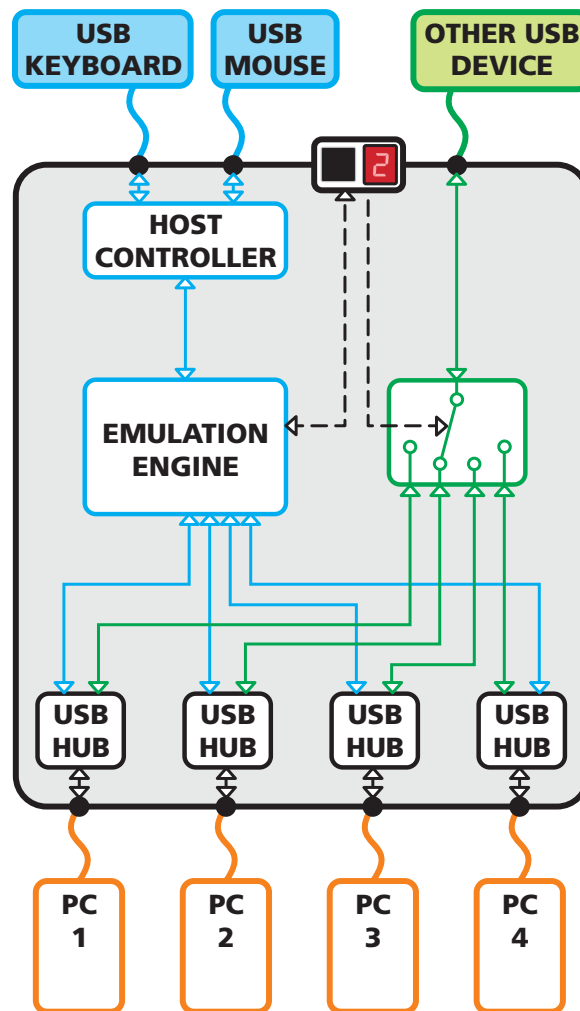 USB
KEYBOARD
USB
MOUSE
OTHER USB
DEVICE
2
HOST
CONTROLLER
EMULATION
ENGINE
USB
HUB
USB
HUB
USB
HUB
USB
HUB
PC
1
PC
2
PC
3
PC
4